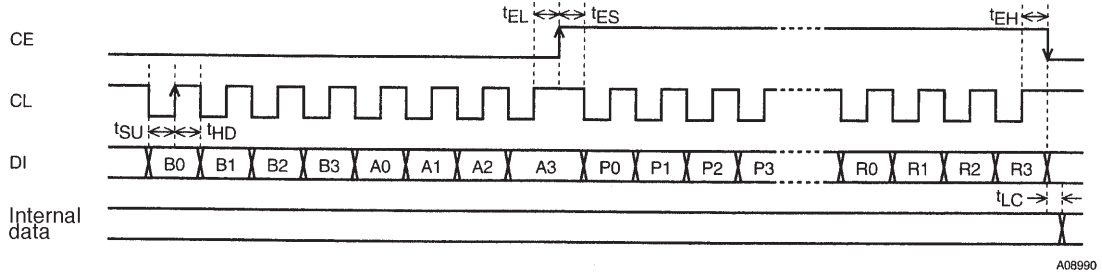 tEL tES tEH
CE
CL
tSU tHD
DI B0 B1 B2 B3 A0 A1 A2 A3 P0 P1 P2 P3 R0 R1 R2 R3
tLC
Internal
data
A08990